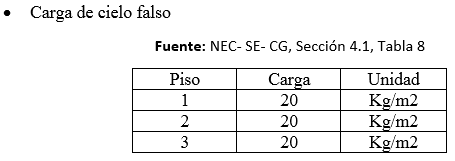 • Carga de cielo falso
Fuente: NEC- SE- CG, Sección 4.1, Tabla 8
Piso Carga Unidad
1 20 Kg/m2
2 20 Kg/m2
3 20 Kg/m2